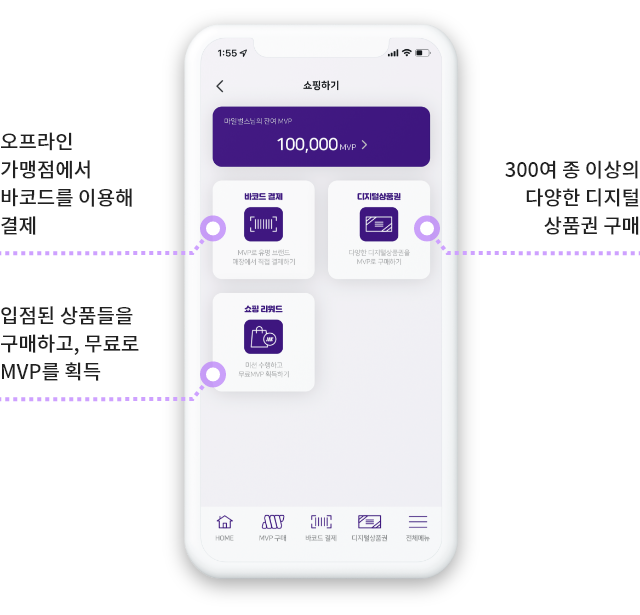 1:55
쇼핑하기
마일벌스님의 잔여 MVP
100,000 MVP
오프라인
가맹점에서
바코드를 이용해
결제
바코드 결제
MVP로 유명 브랜드
매장에서 직접 결제하기
디지털상품권
다양한 디지털상품권을
MVP로 구매하기
300여 종 이상의
다양한 디지털
상품권 구매
입점된 상품들을
구매하고, 무료로
MVP를 획득
쇼핑 리워드
미션 수행하고
무료MVP 획득하기
HOME
MVP 구매
바코드 결제
디지털상품권
전체메뉴